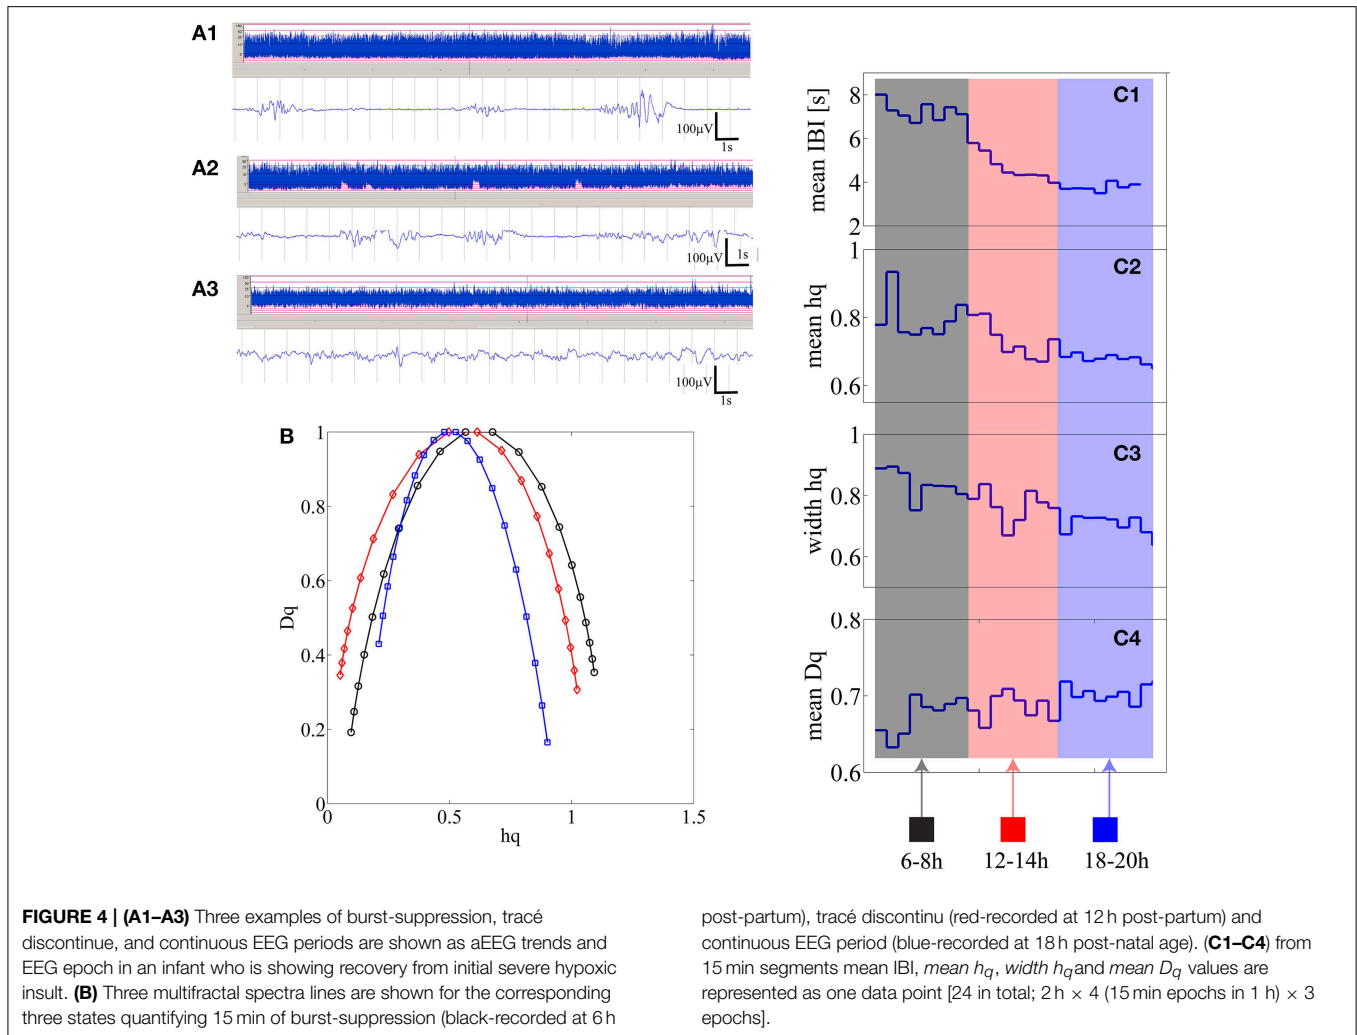 A1
100μV
1s
A2
100μV
1s
A3
100μV
1s
B
1
0.8
0.6
0.4
0.2
0
0
0.5
1
1.5
Dq
hq
C1
8
6
4
2
mean IBI [s]
C2
1
0.8
0.6
mean hq
C3
1
0.8
0.6
width hq
C4
0.8
0.7
0.6
mean Dq
6-8h
12-14h
18-20h
FIGURE 4 | (A1–A3) Three examples of burst-suppression, tracé
discontinue, and continuous EEG periods are shown as aEEG trends and
EEG epoch in an infant who is showing recovery from initial severe hypoxic
insult. (B) Three multifractal spectra lines are shown for the corresponding
three states quantifying 15 min of burst-suppression (black-recorded at 6 h
post-partum), tracé discontinu (red-recorded at 12 h post-partum) and
continuous EEG period (blue-recorded at 18 h post-natal age). (C1–C4) from
15 min segments mean IBI, mean hq, width hq and mean Dq values are
represented as one data point [24 in total; 2 h × 4 (15 min epochs in 1 h) × 3
epochs].